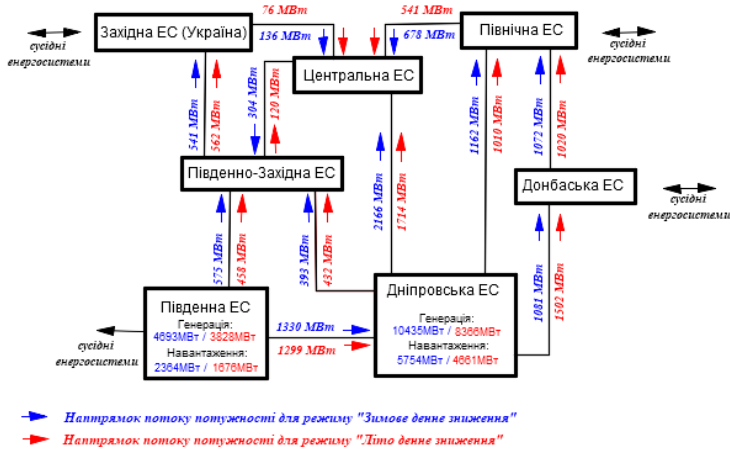 76 МВт
136 МВт
541 МВт
678 МВт
Західна ЕС (Україна)
Північна ЕС
сусідні
енергосистеми
сусідні
енергосистеми
Центральна ЕС
541 МВт
562 МВт
304 МВт
120 МВт
1162 МВт
1010 МВт
1072 МВт
1020 МВт
Південно-Західна ЕС
2166 МВт
1714 МВт
Донбаська ЕС
сусідні
енергосистеми
575 МВт
458 МВт
393 МВт
432 МВт
1081 МВт
1502 МВт
Південна ЕС
Генерація:
4693МВт / 3828МВт
Навантаження:
2364МВт / 1676МВт
1330 МВт
1299 МВт
Дніпровська ЕС
Генерація:
10435МВт / 8366МВт
Навантаження:
5754МВт / 4661МВт
сусідні
енергосистеми
Наптрямок потоку потужності для режиму "Зимове денне зниження"
Наптрямок потоку потужності для режиму "Літо денне зниження"